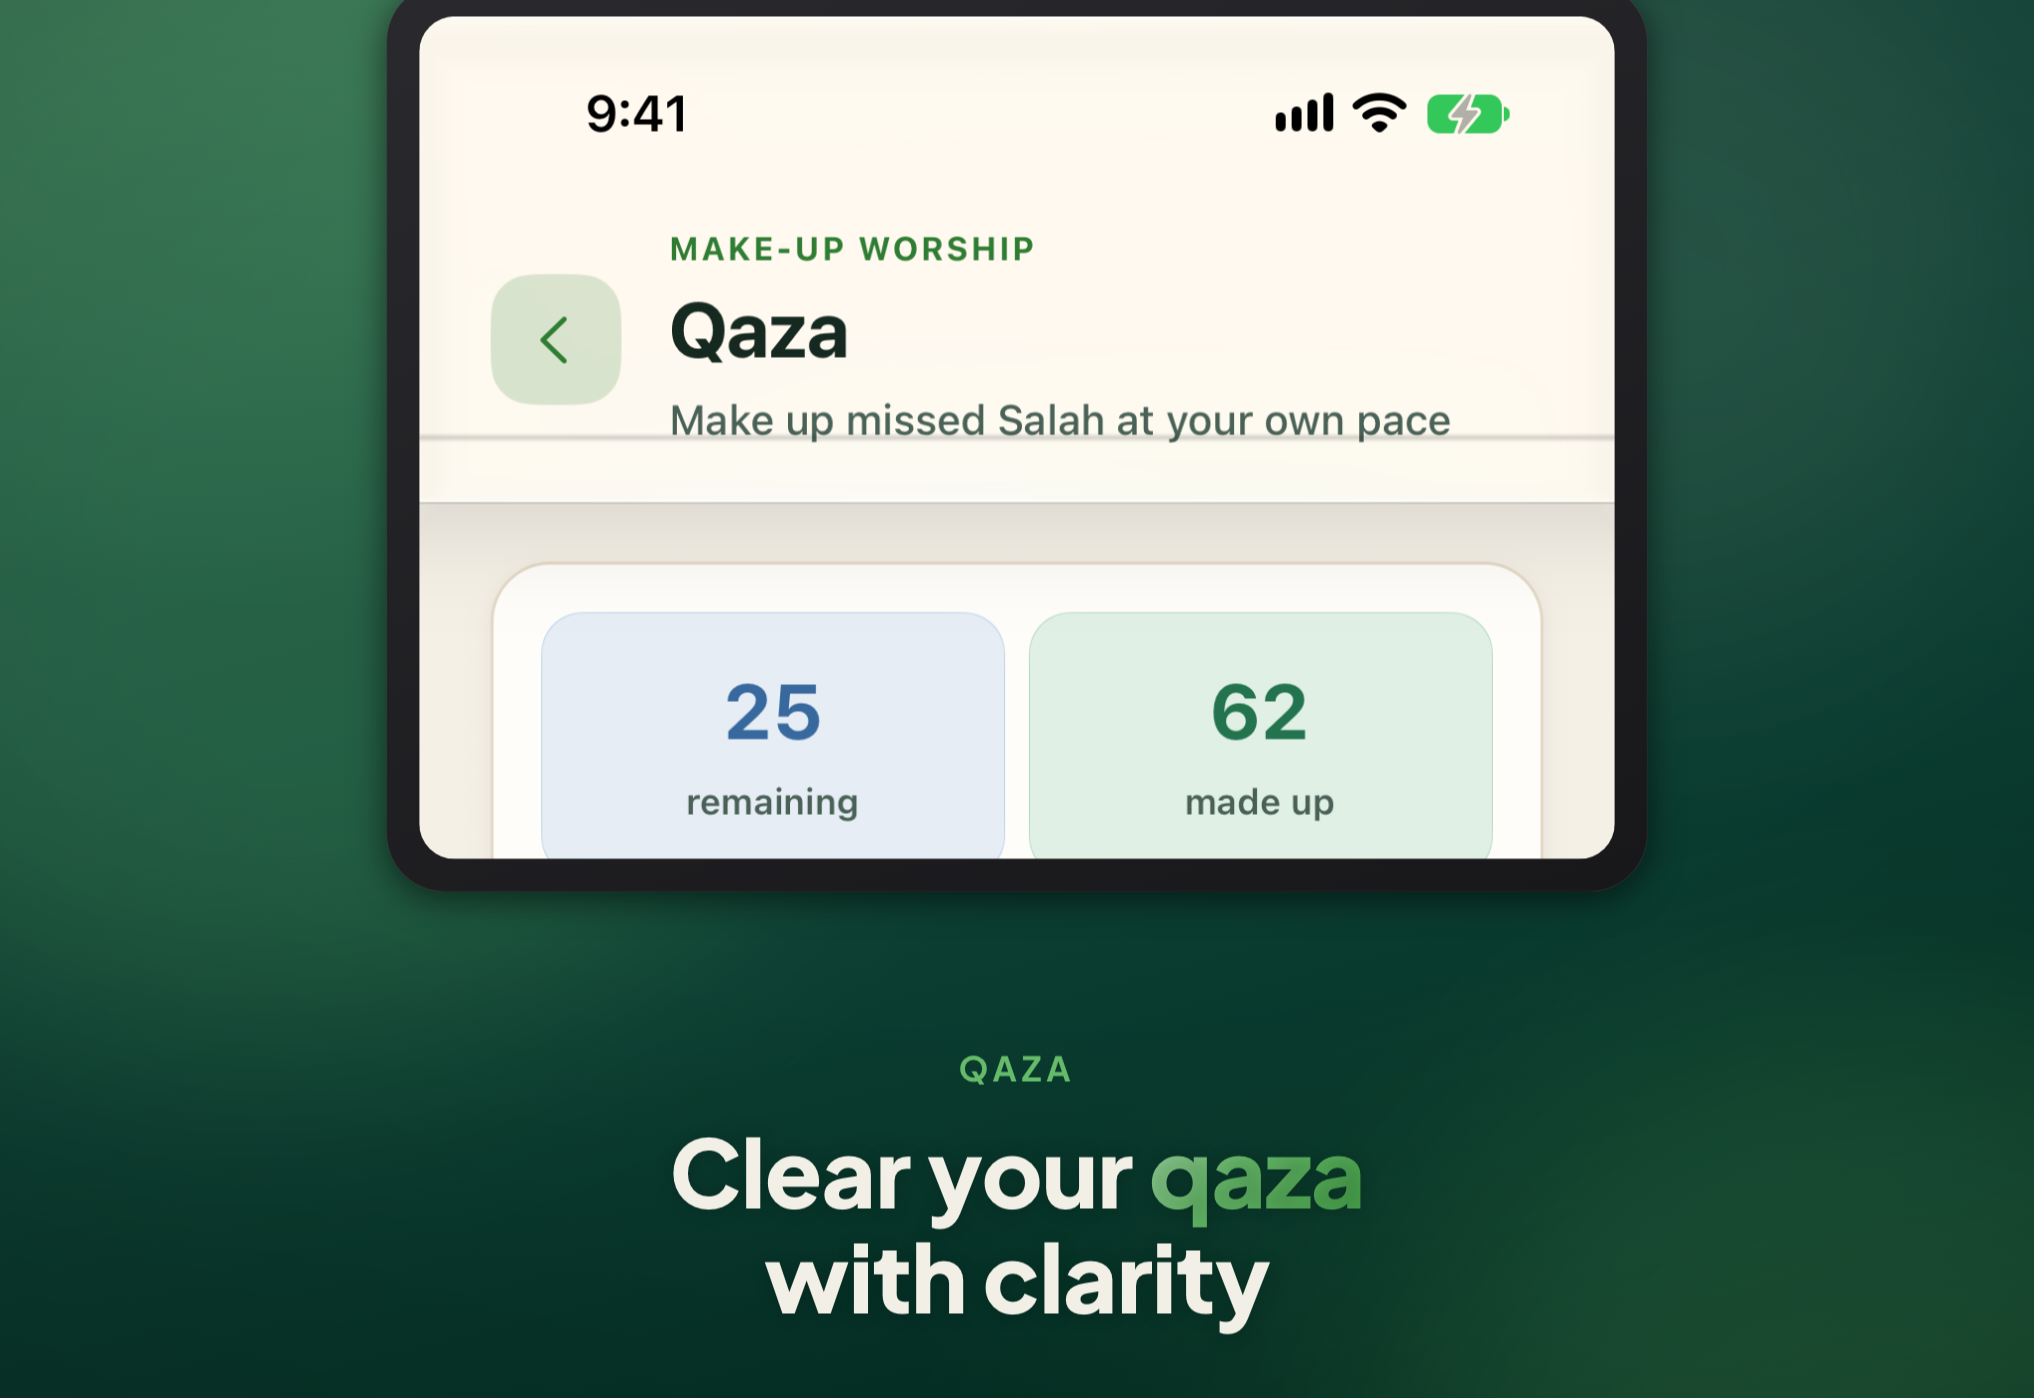 9:41
MAKE-UP WORSHIP
Qaza
Make up missed Salah at your own pace
25
remaining
62
made up
QAZA
Clear your qaza
with clarity